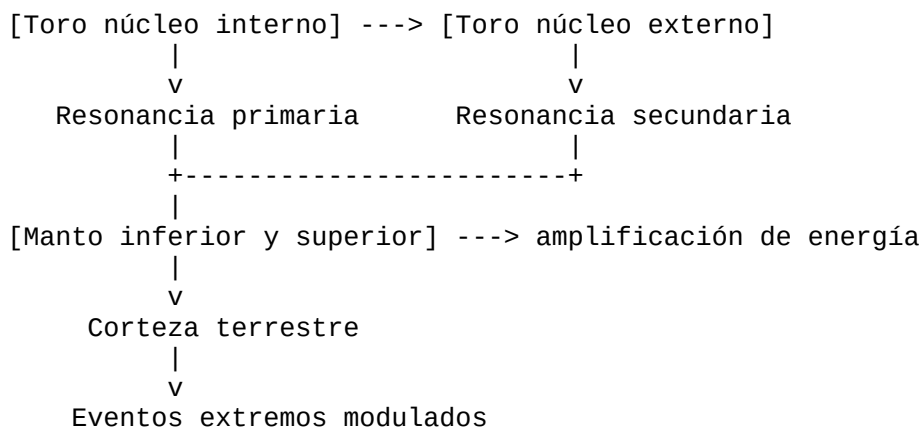 [Toro núcleo interno] ---> [Toro núcleo externo]
| |
v v
Resonancia primaria Resonancia secundaria
| |
+------------------------+
|
[Manto inferior y superior] ---> amplificación de energía
|
v
Corteza terrestre
|
v
Eventos extremos modulados